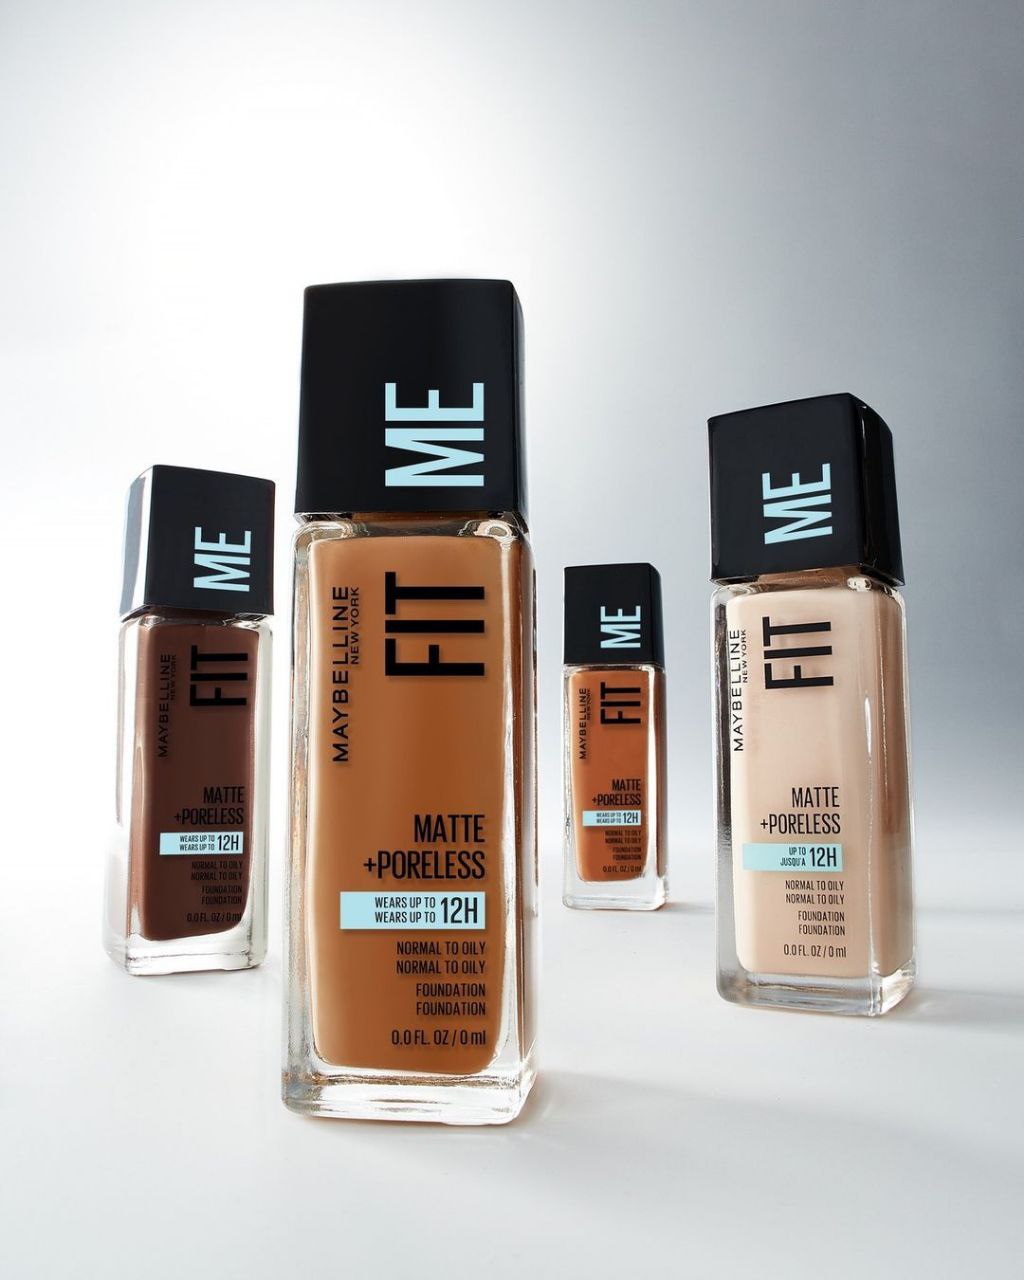 ME
MAYBELLINE
NEW YORK
FIT
MATTE
+PORELESS
WEARS UP TO
WEARS UP TO 12H
NORMAL TO OILY
NORMAL TO OILY
FOUNDATION
FOUNDATION
0.0 FL. OZ / 0 ml
ME
MAYBELLINE
NEW YORK
FIT
MATTE
+PORELESS
WEARS UP TO
WEARS UP TO 12H
NORMAL TO OILY
NORMAL TO OILY
FOUNDATION
FOUNDATION
0.0 FL. OZ / 0 ml
ME
MAYBELLINE
NEW YORK
FIT
MATTE
+PORELESS
WEARS UP TO
WEARS UP TO 12H
NORMAL TO OILY
NORMAL TO OILY
FOUNDATION
FOUNDATION
0.0 FL. OZ / 0 ml
ME
MAYBELLINE
NEW YORK
FIT
MATTE
+PORELESS
UP TO
JUSQU'A 12H
NORMAL TO OILY
NORMAL TO OILY
FOUNDATION
FOUNDATION
0.0 FL. OZ / 0 ml